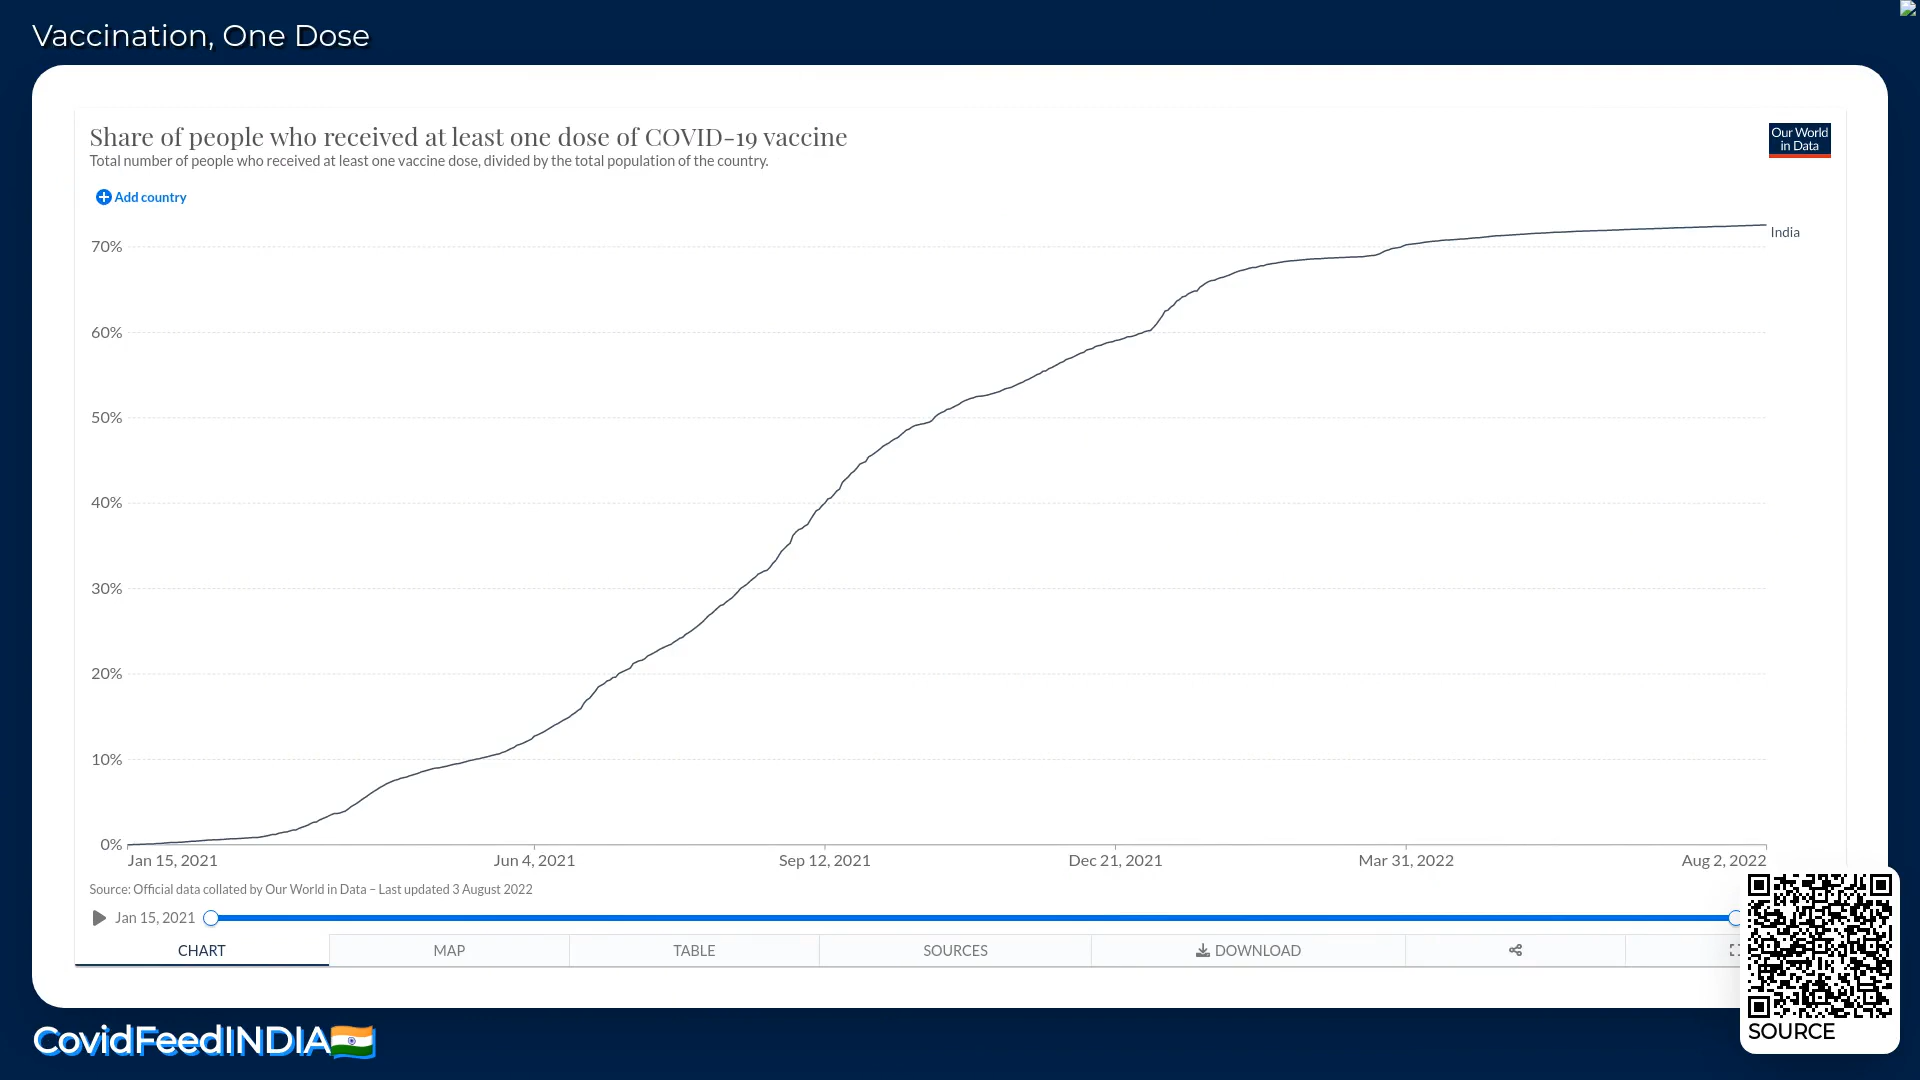 Vaccination, One Dose
Share of people who received at least one dose of COVID-19 vaccine
Total number of people who received at least one vaccine dose, divided by the total population of the country.
Our World
in Data
Add country
70%
India
60%
50%
40%
30%
20%
10%
0%
Jan 15, 2021
Jun 4, 2021
Sep 12, 2021
Dec 21, 2021
Mar 31, 2022
Aug 2, 2022
Source: Official data collated by Our World in Data – Last updated 3 August 2022
Jan 15, 2021
CHART
MAP
TABLE
SOURCES
DOWNLOAD
SOURCE
CovidFeedINDIA